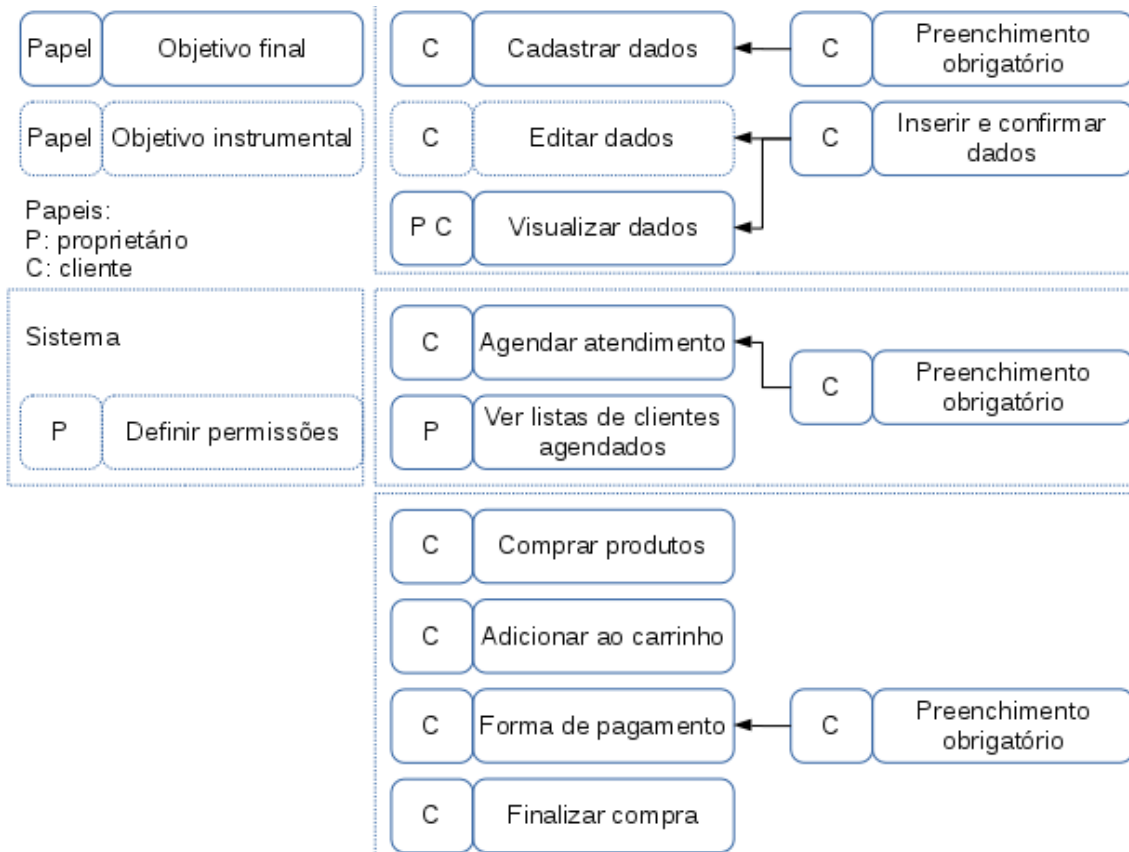 Papel
Objetivo final
Papel
Objetivo instrumental
Papeis:
P: proprietário
C: cliente
Sistema
P
Definir permissões
C
Cadastrar dados
C
Preenchimento
obrigatório
C
Editar dados
C
Inserir e confirmar
dados
P C
Visualizar dados
C
Agendar atendimento
C
Preenchimento
obrigatório
P
Ver listas de clientes
agendados
C
Comprar produtos
C
Adicionar ao carrinho
C
Forma de pagamento
C
Preenchimento
obrigatório
C
Finalizar compra